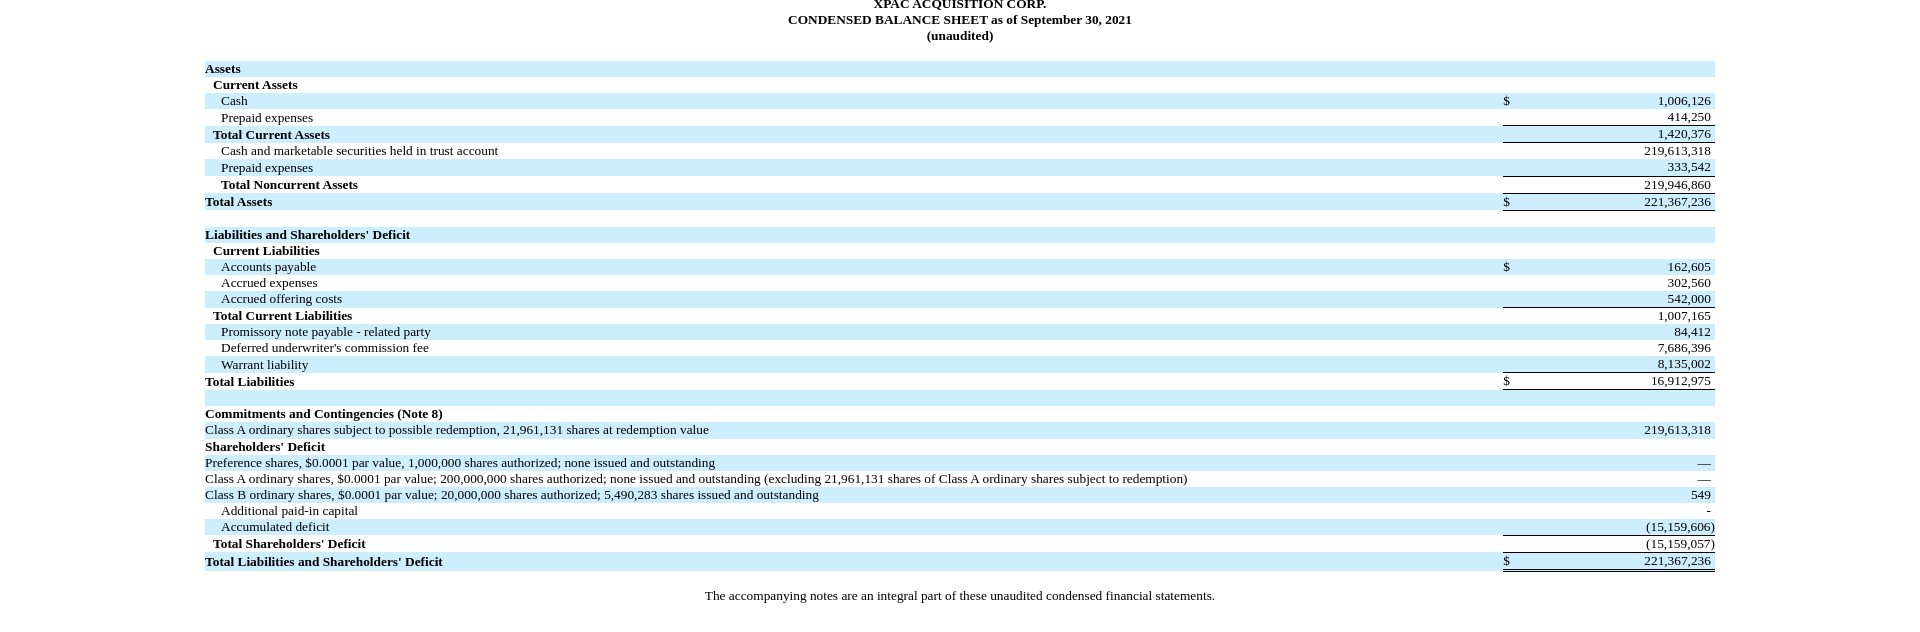 XPAC ACQUISITION CORP.
CONDENSED BALANCE SHEET as of September 30, 2021
(unaudited)
Assets
Current Assets
Cash $ 1,006,126
Prepaid expenses 414,250
Total Current Assets 1,420,376
Cash and marketable securities held in trust account 219,613,318
Prepaid expenses 333,542
Total Noncurrent Assets 219,946,860
Total Assets $ 221,367,236
Liabilities and Shareholders' Deficit
Current Liabilities
Accounts payable $ 162,605
Accrued expenses 302,560
Accrued offering costs 542,000
Total Current Liabilities 1,007,165
Promissory note payable - related party 84,412
Deferred underwriter's commission fee 7,686,396
Warrant liability 8,135,002
Total Liabilities $ 16,912,975
Commitments and Contingencies (Note 8)
Class A ordinary shares subject to possible redemption, 21,961,131 shares at redemption value 219,613,318
Shareholders' Deficit
Preference shares, $0.0001 par value, 1,000,000 shares authorized; none issued and outstanding —
Class A ordinary shares, $0.0001 par value; 200,000,000 shares authorized; none issued and outstanding (excluding 21,961,131 shares of Class A ordinary shares subject to redemption) —
Class B ordinary shares, $0.0001 par value; 20,000,000 shares authorized; 5,490,283 shares issued and outstanding 549
Additional paid-in capital -
Accumulated deficit (15,159,606)
Total Shareholders' Deficit (15,159,057)
Total Liabilities and Shareholders' Deficit $ 221,367,236
The accompanying notes are an integral part of these unaudited condensed financial statements.